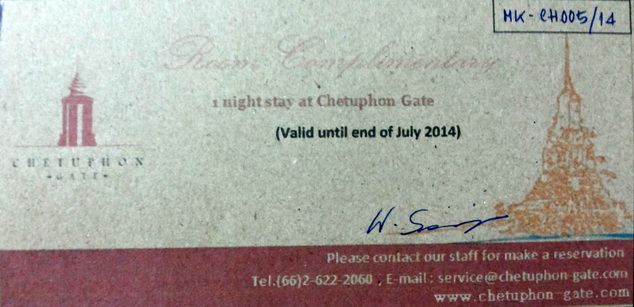 MK-CH005/14
Room Complimentary
1 night stay at Chetuphon Gate
(Valid until end of July 2014)
CHETUPHON
GATE
Please contact our staff for make a reservation
Tel.(66)2-622-2060 , E-mail : service@chetuphon-gate.com
www.chetuphon-gate.com